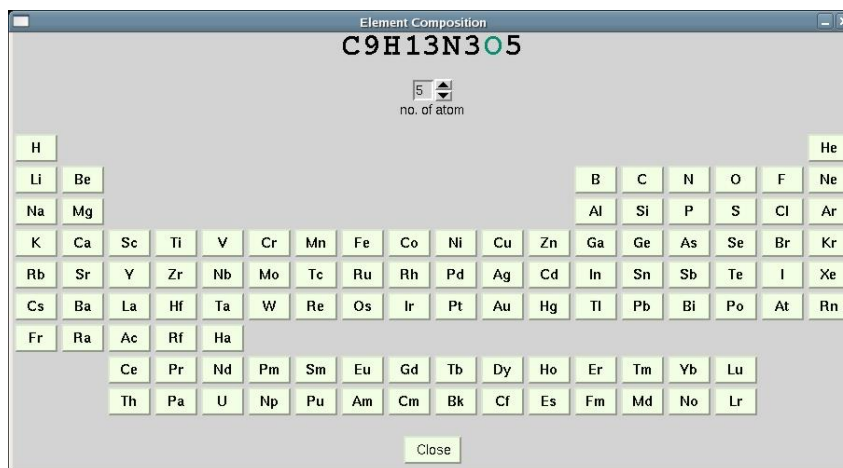 Element Composition
C9H13N3O5
5
no. of atom
H He
Li Be B C N O F Ne
Na Mg Al Si P S Cl Ar
K Ca Sc Ti V Cr Mn Fe Co Ni Cu Zn Ga Ge As Se Br Kr
Rb Sr Y Zr Nb Mo Tc Ru Rh Pd Ag Cd In Sn Sb Te I Xe
Cs Ba La Hf Ta W Re Os Ir Pt Au Hg Tl Pb Bi Po At Rn
Fr Ra Ac Rf Ha
Ce Pr Nd Pm Sm Eu Gd Tb Dy Ho Er Tm Yb Lu
Th Pa U Np Pu Am Cm Bk Cf Es Fm Md No Lr
Close